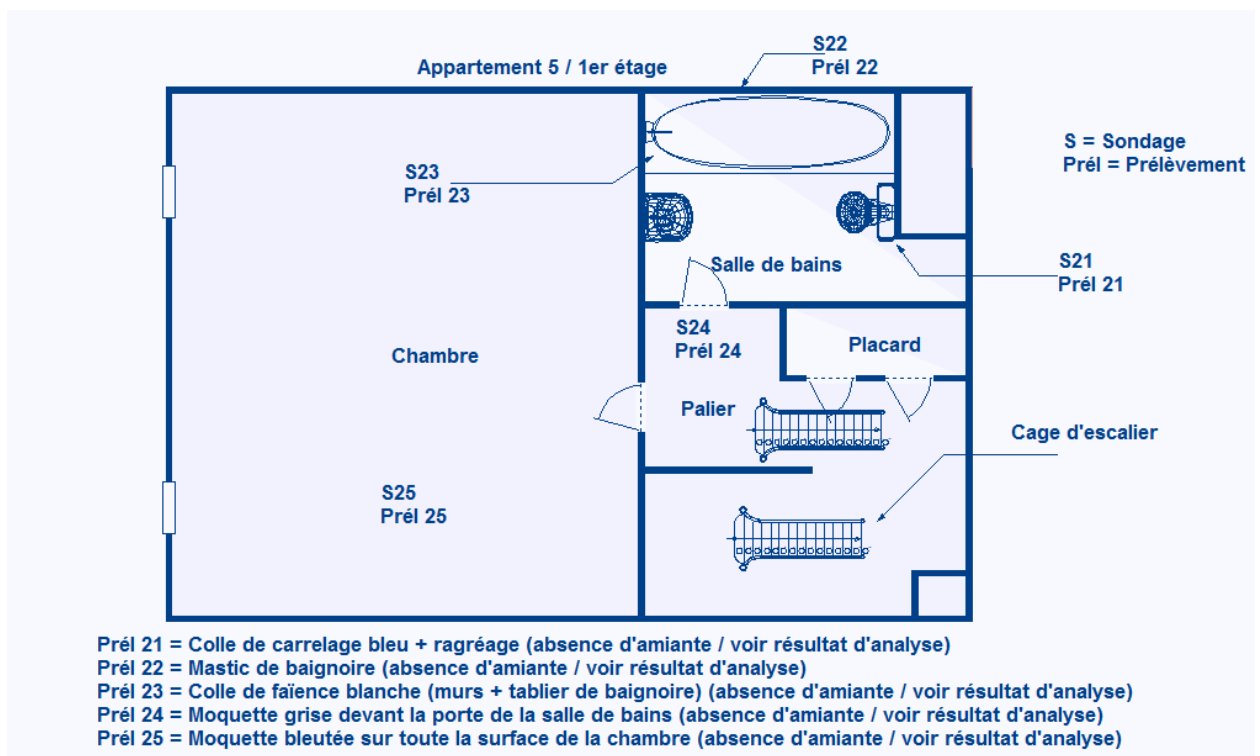 Appartement 5 / 1er étage
S22
Prél 22
S = Sondage
Prél = Prélèvement
S23
Prél 23
Salle de bains
S21
Prél 21
S24
Prél 24
Chambre
Placard
Palier
Cage d'escalier
S25
Prél 25
Prél 21 = Colle de carrelage bleu + ragréage (absence d'amiante / voir résultat d'analyse)
Prél 22 = Mastic de baignoire (absence d'amiante / voir résultat d'analyse)
Prél 23 = Colle de faïence blanche (murs + tablier de baignoire) (absence d'amiante / voir résultat d'analyse)
Prél 24 = Moquette grise devant la porte de la salle de bains (absence d'amiante / voir résultat d'analyse)
Prél 25 = Moquette bleutée sur toute la surface de la chambre (absence d'amiante / voir résultat d'analyse)